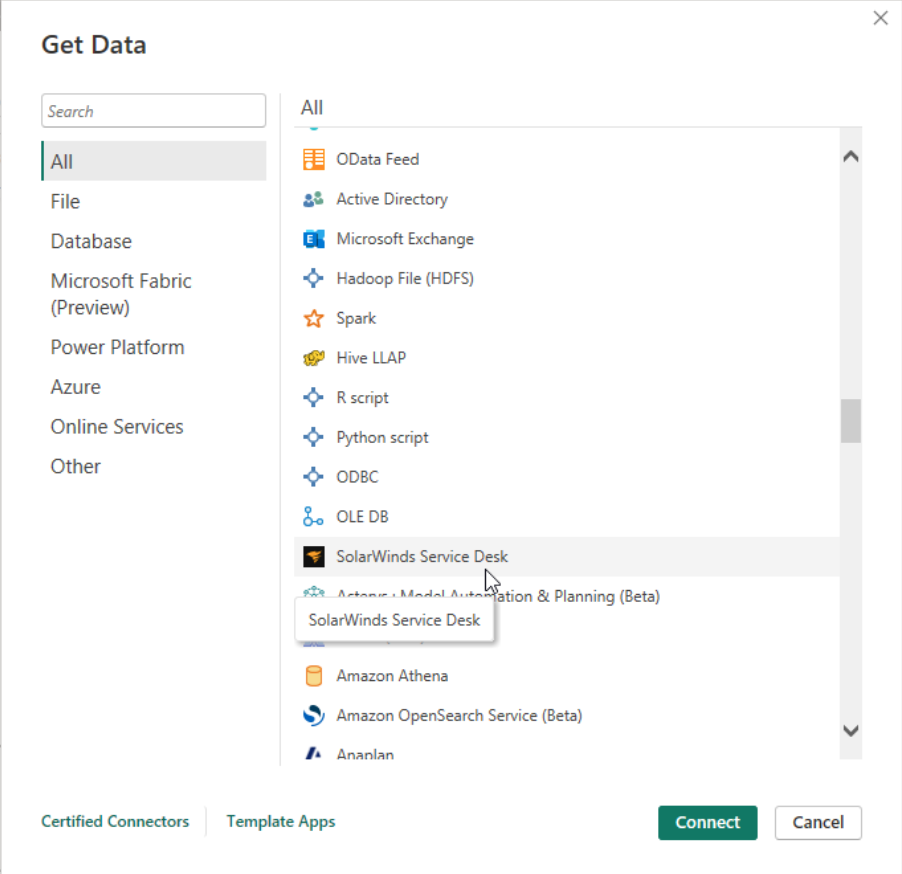 Get Data
Search
All
File
Database
Microsoft Fabric
(Preview)
Power Platform
Azure
Online Services
Other
All
OData Feed
Active Directory
Microsoft Exchange
Hadoop File (HDFS)
Spark
Hive LLAP
R script
Python script
ODBC
OLE DB
SolarWinds Service Desk
Model Automation & Planning (Beta)
SolarWinds Service Desk
Amazon Athena
Amazon OpenSearch Service (Beta)
Anaplan
Certified Connectors
Template Apps
Connect
Cancel